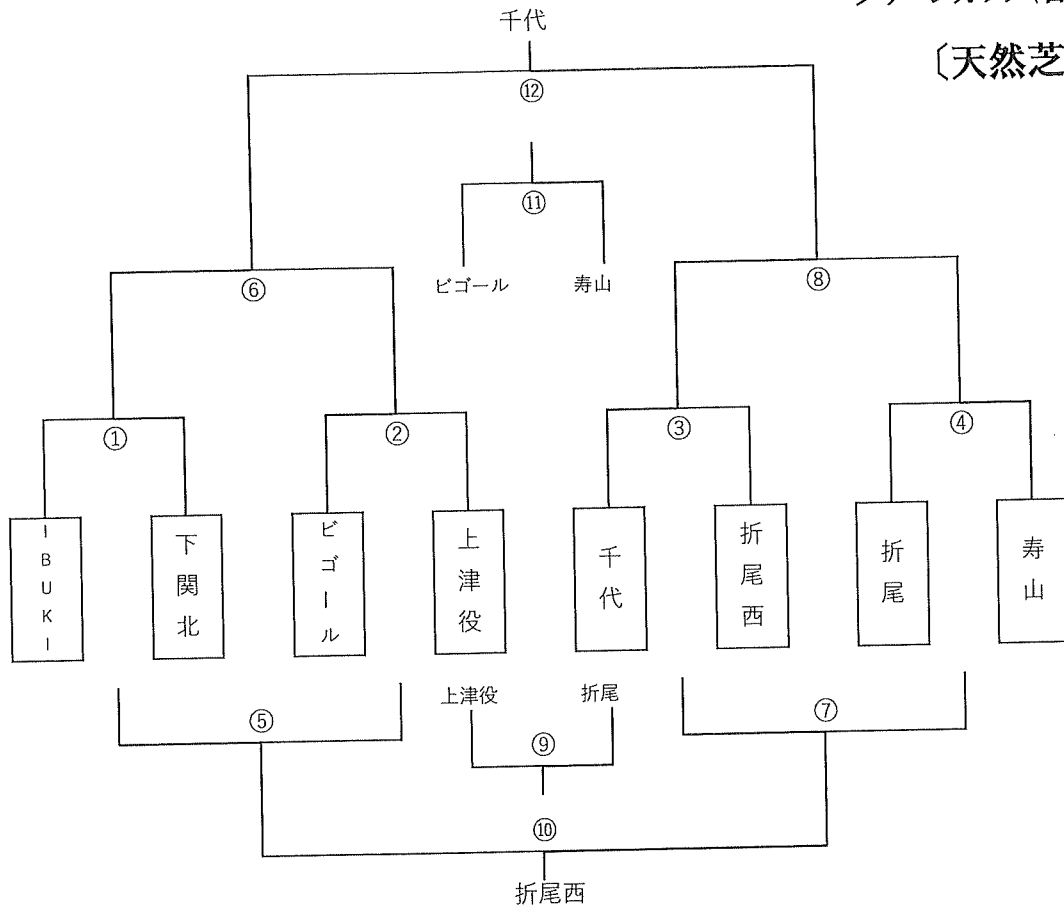 千代
〔天然芝
⑫
⑪
ビゴール
寿山
⑥
⑧
①
②
③
④
IBUKI
下関北
ビゴール
上津役
千代
折尾西
折尾
寿山
上津役
折尾
⑤
⑨
⑦
⑩
折尾西